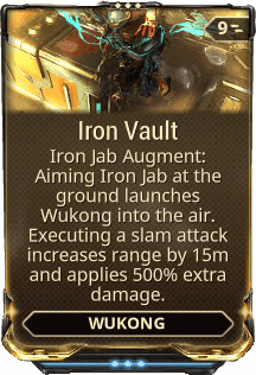 9
Iron Vault
Iron Jab Augment:
Aiming Iron Jab at the
ground launches
Wukong into the air.
Executing a slam attack
increases range by 15m
and applies 500% extra
damage.
WUKONG